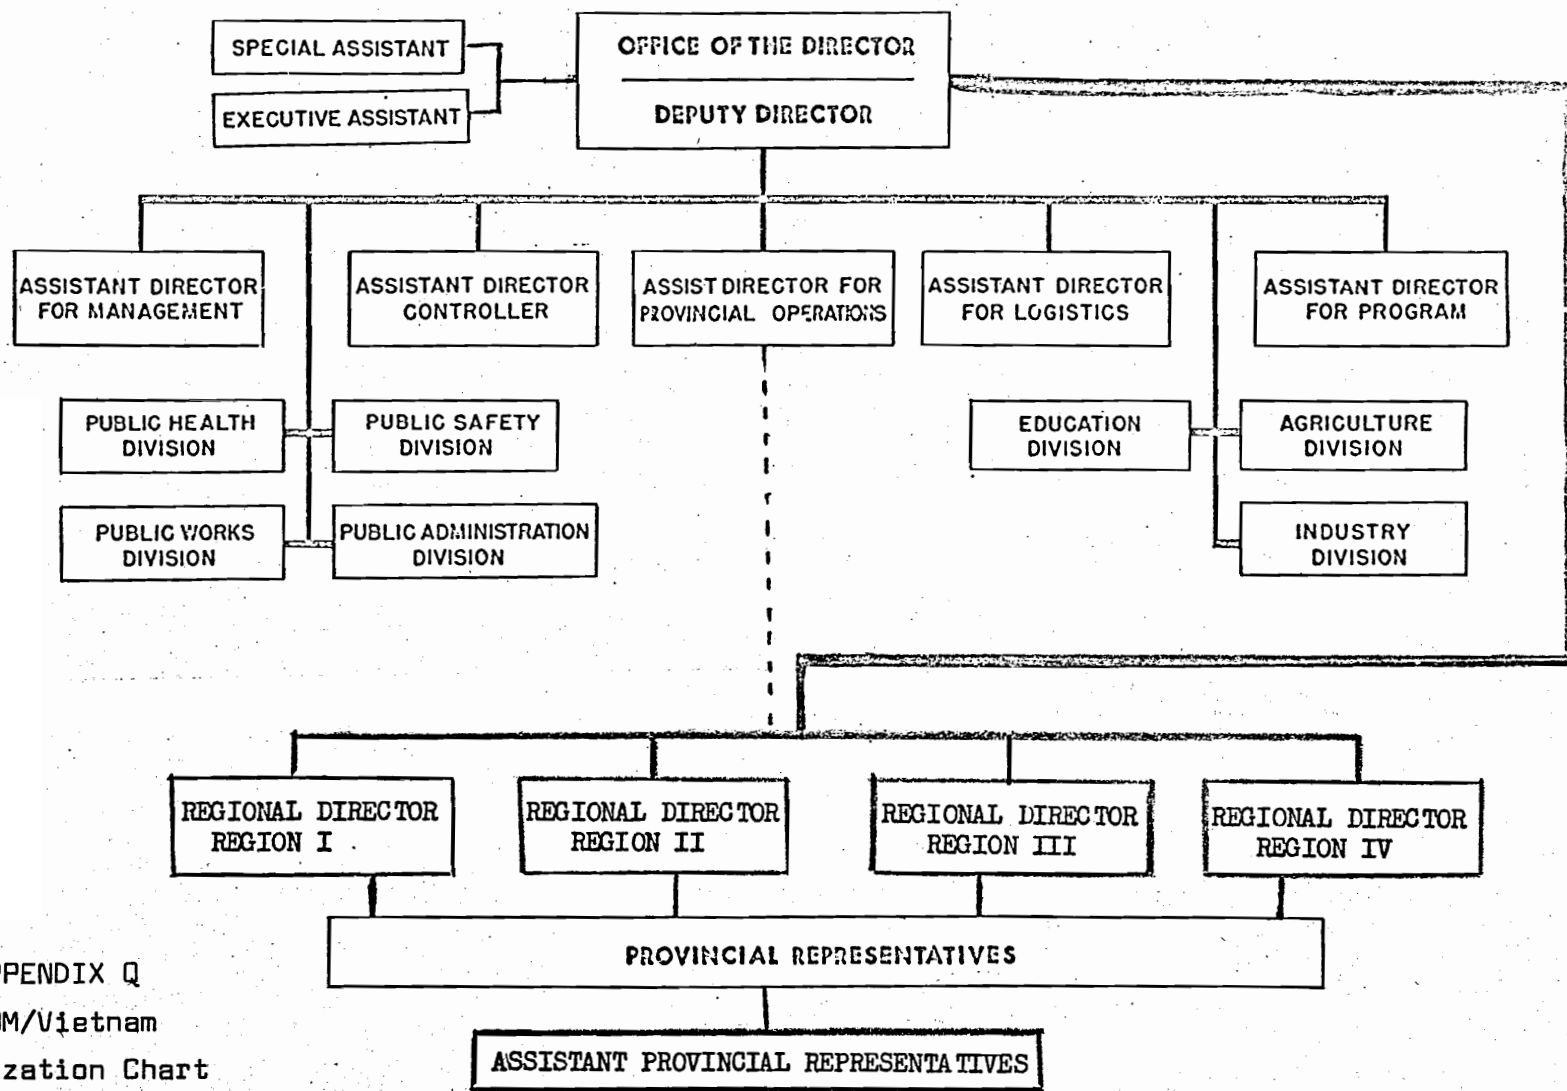 SPECIAL ASSISTANT
EXECUTIVE ASSISTANT
OFFICE OF THE DIRECTOR
DEPUTY DIRECTOR
ASSISTANT DIRECTOR
FOR MANAGEMENT
ASSISTANT DIRECTOR
CONTROLLER
ASSIST DIRECTOR FOR
PROVINCIAL OPERATIONS
ASSISTANT DIRECTOR
FOR LOGISTICS
ASSISTANT DIRECTOR
FOR PROGRAM
PUBLIC HEALTH
DIVISION
PUBLIC SAFETY
DIVISION
EDUCATION
DIVISION
AGRICULTURE
DIVISION
PUBLIC WORKS
DIVISION
PUBLIC ADMINISTRATION
DIVISION
INDUSTRY
DIVISION
REGIONAL DIRECTOR
REGION I
REGIONAL DIRECTOR
REGION II
REGIONAL DIRECTOR
REGION III
REGIONAL DIRECTOR
REGION IV
PROVINCIAL REPRESENTATIVES
ASSISTANT PROVINCIAL REPRESENTATIVES
PPENDIX Q
OM/Vietnam
zation Chart